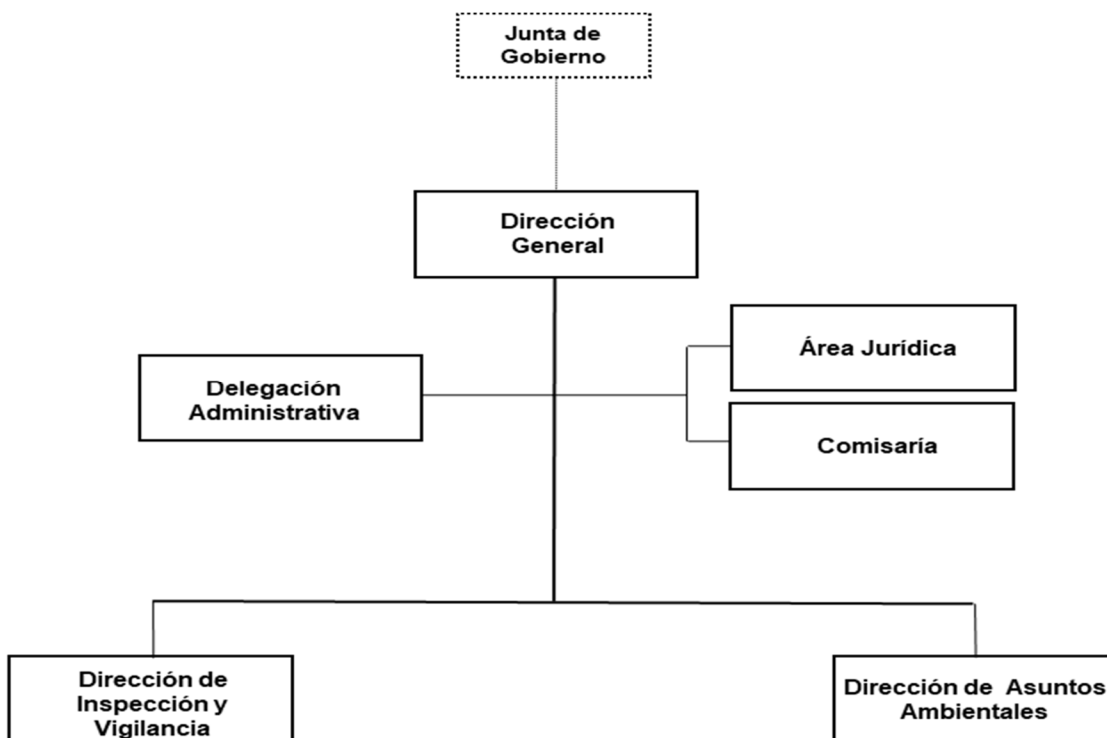 Junta de
Gobierno
Dirección
General
Área Jurídica
Delegación
Administrativa
Comisaría
Dirección de
Inspección y
Vigilancia
Dirección de Asuntos
Ambientales